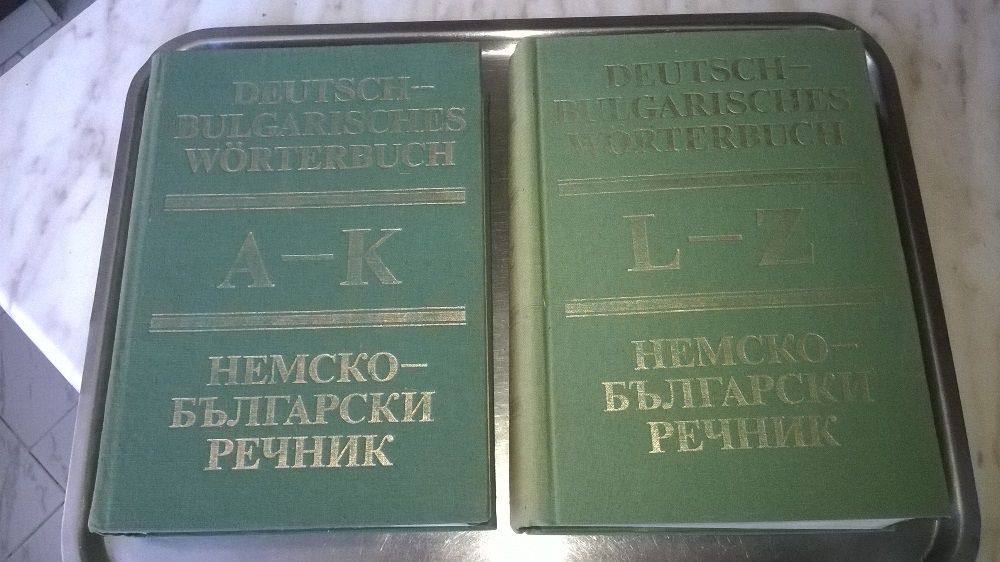 DEUTSCH–
BULGARISCHES
WÖRTERBUCH
A–K
НЕМСКО–
БЪЛГАРСКИ
РЕЧНИК
DEUTSCH–
BULGARISCHES
WÖRTERBUCH
L–Z
НЕМСКО–
БЪЛГАРСКИ
РЕЧНИК